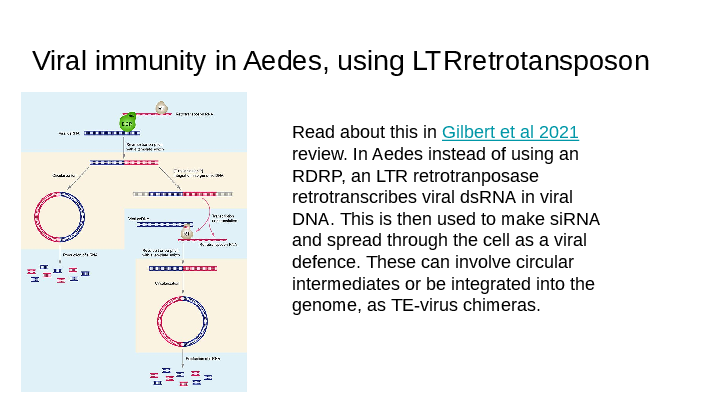 Viral immunity in Aedes, using LTRretrotansposon
Read about this in Gilbert et al 2021
review. In Aedes instead of using an
RDRP, an LTR retrotranposase
retrotranscribes viral dsRNA in viral
DNA. This is then used to make siRNA
and spread through the cell as a viral
defence. These can involve circular
intermediates or be integrated into the
genome, as TE-virus chimeras.